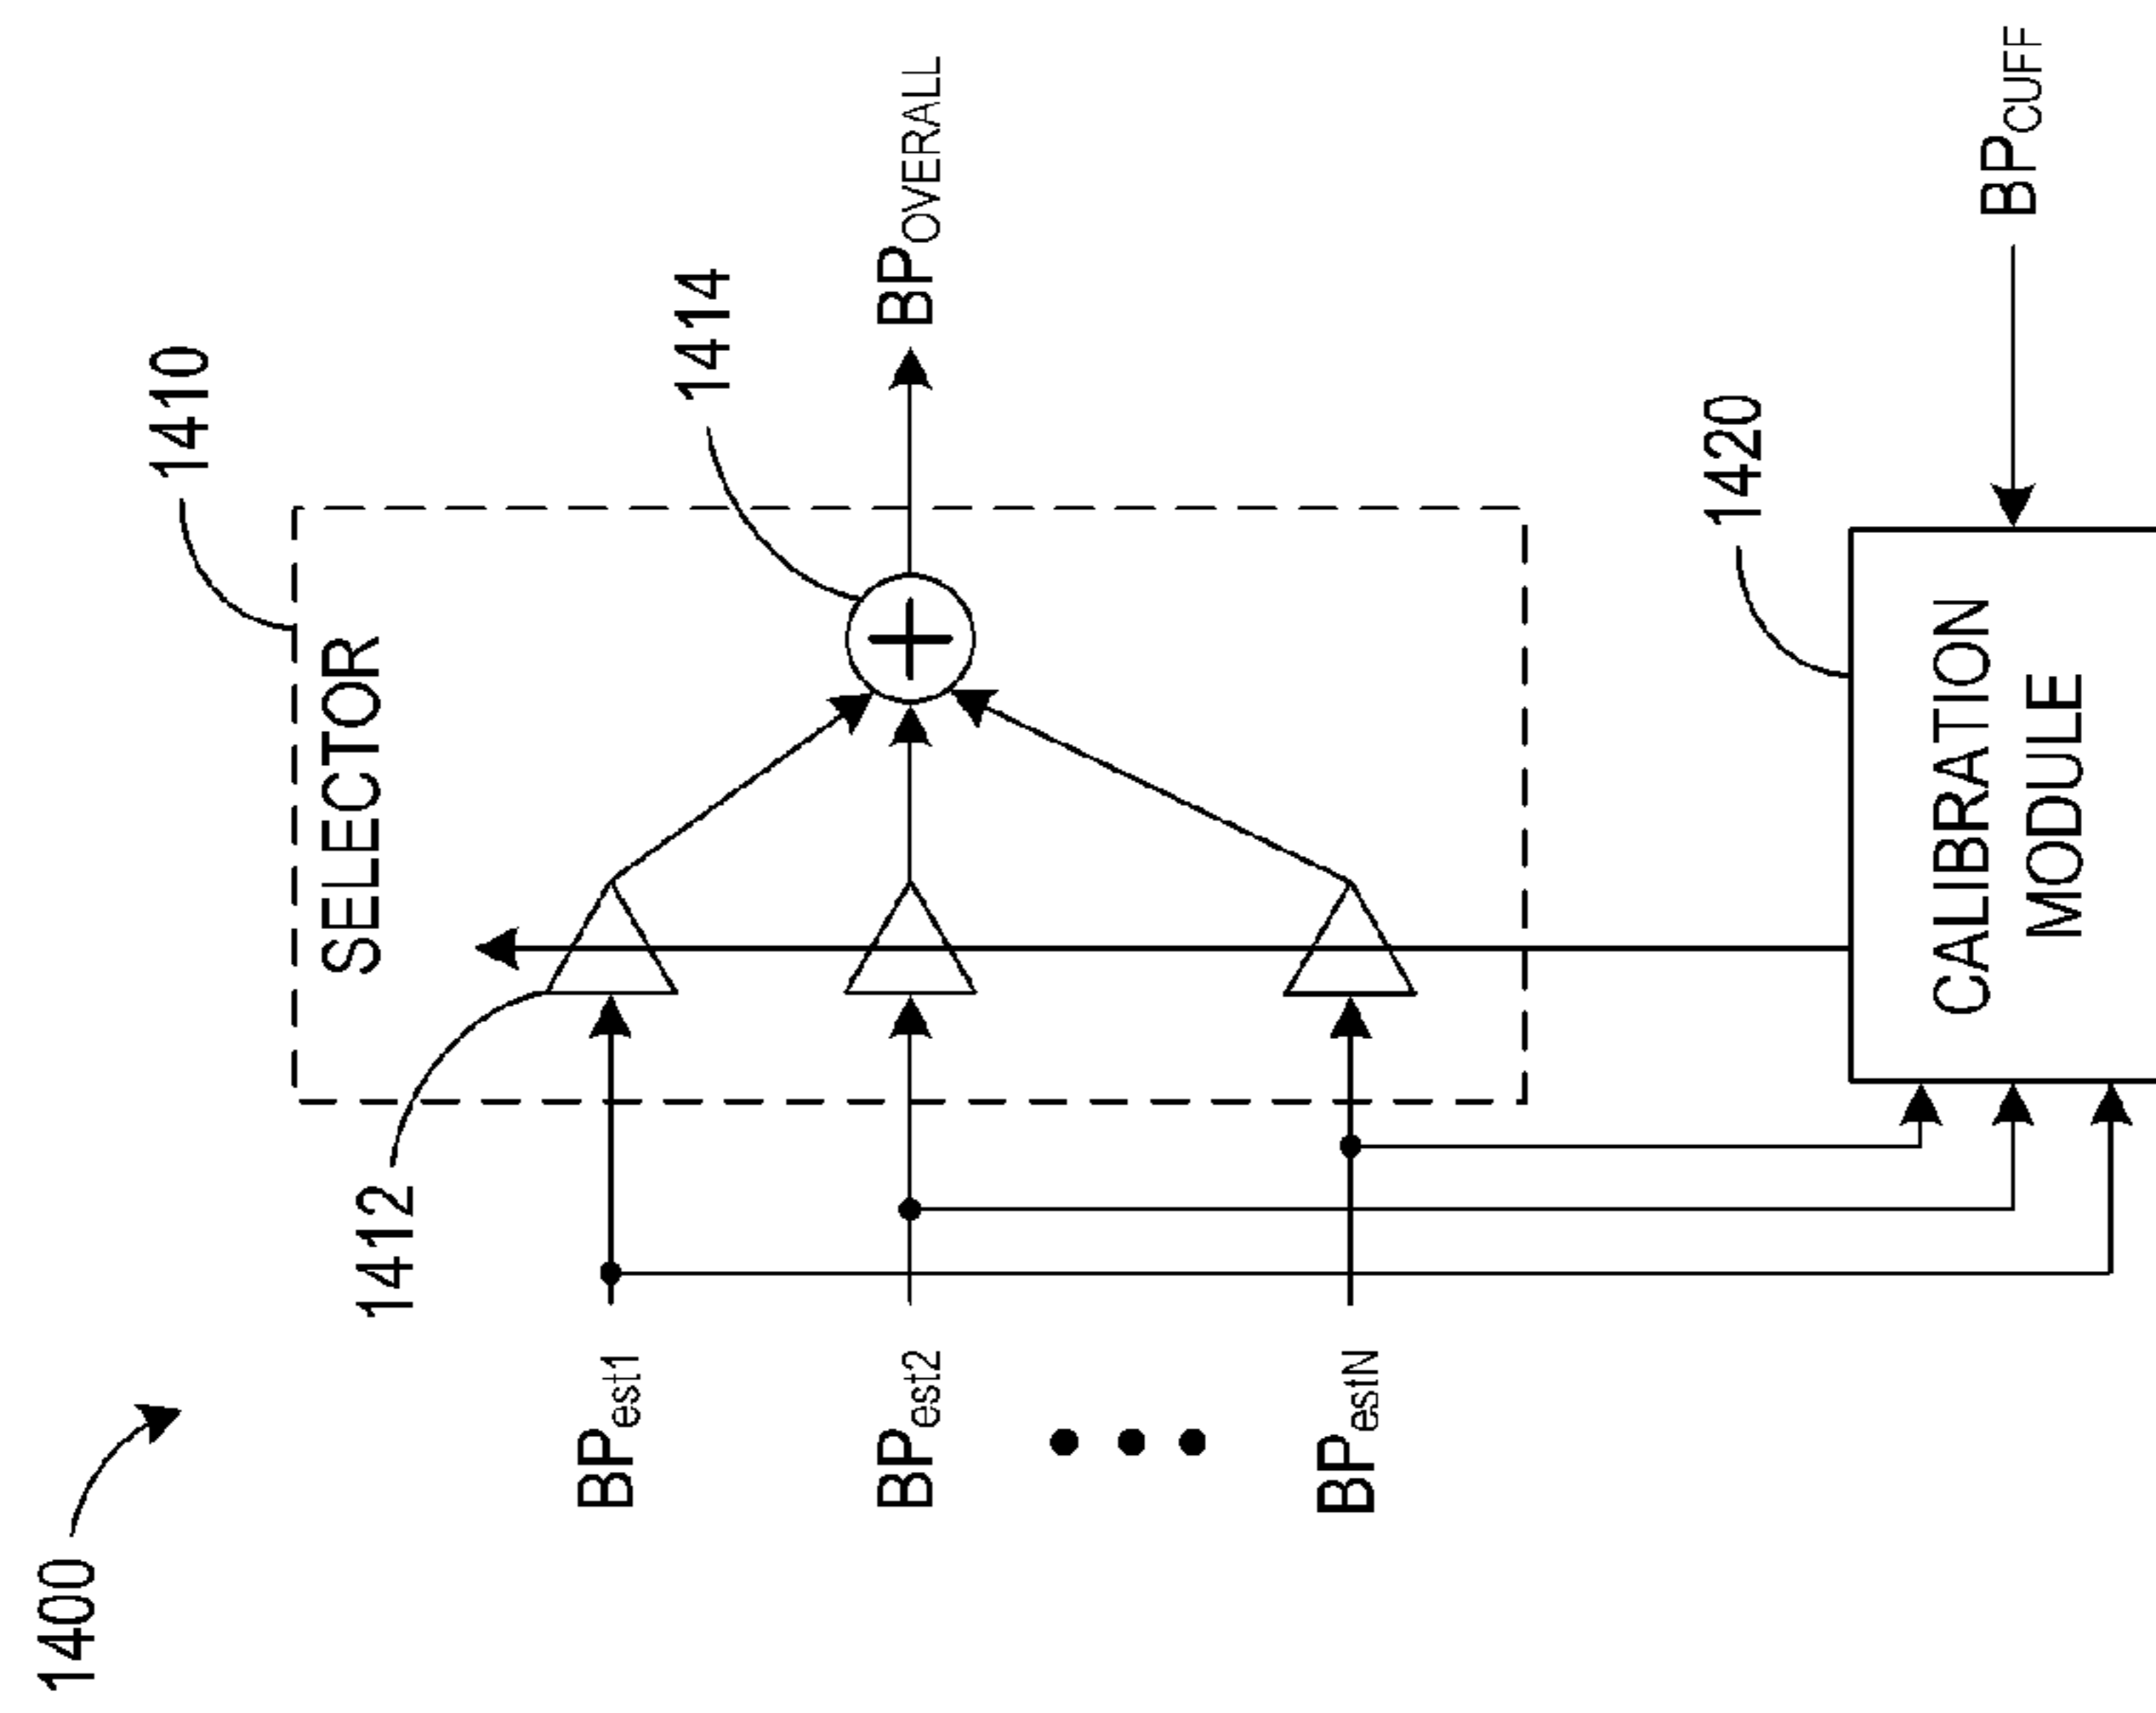 1400
1410
SELECTOR
1412
1414
BPest1
BPest2
BPestN
BPOVERALL
1420
CALIBRATION
MODULE
BPCUFF